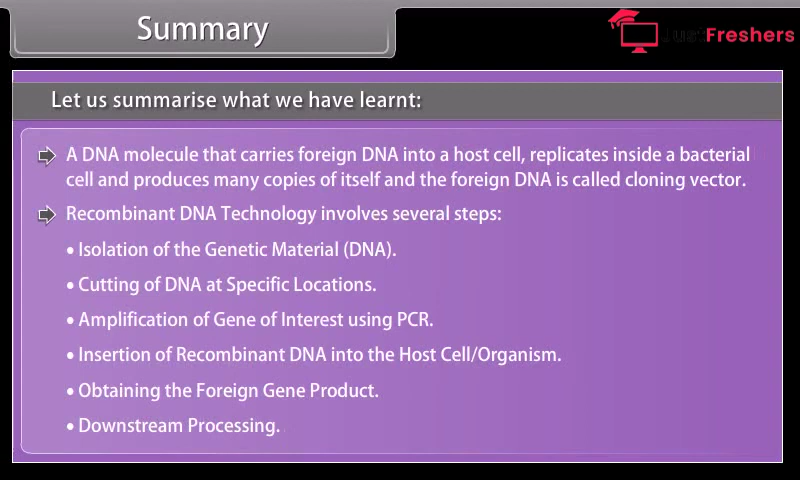 Summary
Just Freshers
Let us summarise what we have learnt:
A DNA molecule that carries foreign DNA into a host cell, replicates inside a bacterial
cell and produces many copies of itself and the foreign DNA is called cloning vector.
Recombinant DNA Technology involves several steps:
• Isolation of the Genetic Material (DNA).
• Cutting of DNA at Specific Locations.
• Amplification of Gene of Interest using PCR.
• Insertion of Recombinant DNA into the Host Cell/Organism.
• Obtaining the Foreign Gene Product.
• Downstream Processing.